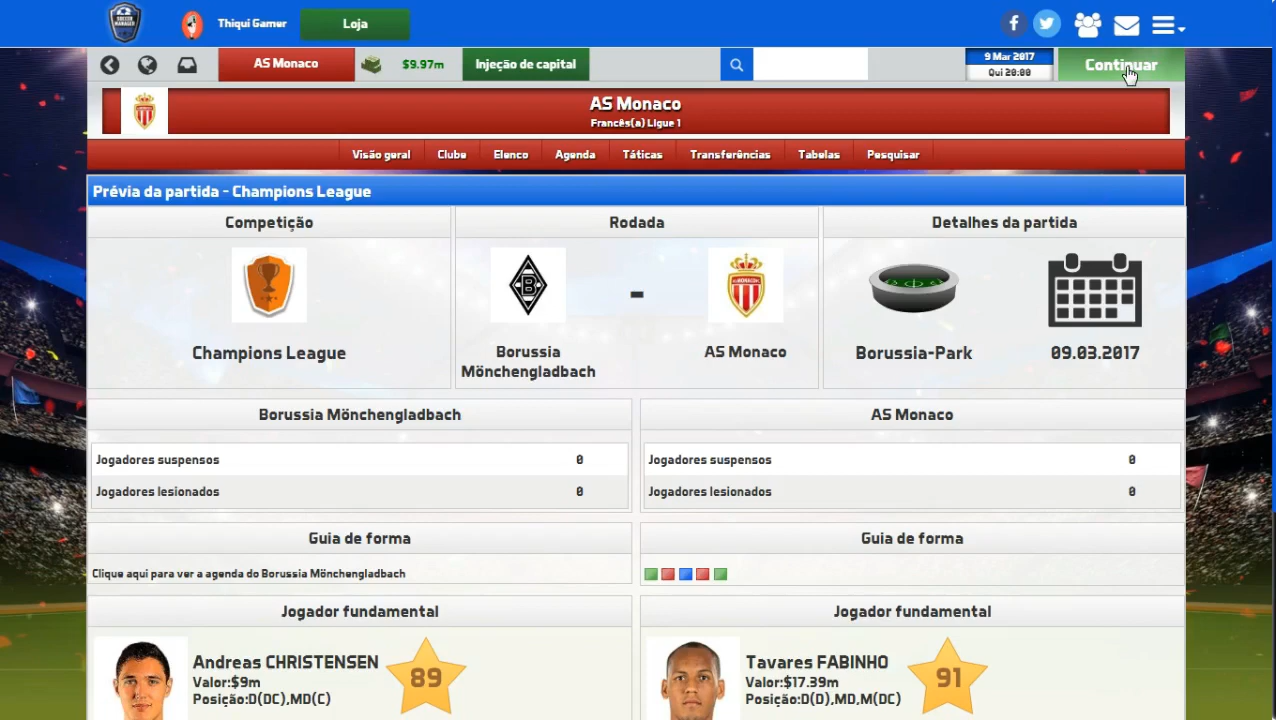 Thiqui Gamer
Loja
AS Monaco
$9.97m
Injeção de capital
9 Mar 2017
Qui 20:00
Continuar
AS Monaco
Francês(a) Ligue 1
Visão geral
Clube
Elenco
Agenda
Táticas
Transferências
Tabelas
Pesquisar
Prévia da partida - Champions League
Competição
Rodada
Detalhes da partida
-
Champions League
Borussia
Mönchengladbach
AS Monaco
Borussia-Park
09.03.2017
Borussia Mönchengladbach
AS Monaco
Jogadores suspensos 0
Jogadores lesionados 0
Jogadores suspensos 0
Jogadores lesionados 0
Guia de forma
Guia de forma
Clique aqui para ver a agenda do Borussia Mönchengladbach
Jogador fundamental
Jogador fundamental
Andreas CHRISTENSEN
Valor:$9m
Posição:D(DC),MD(C)
89
Tavares FABINHO
Valor:$17.39m
Posição:D(D),MD,M(DC)
91